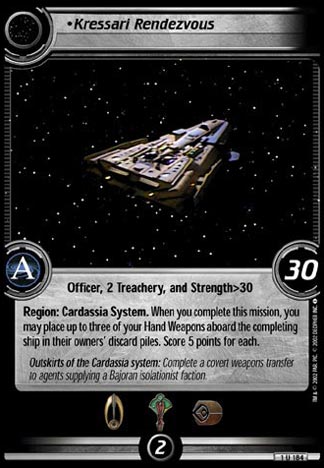 •Kressari Rendezvous
A
30
Officer, 2 Treachery, and Strength>30
Region: Cardassia System. When you complete this mission, you
may place up to three of your Hand Weapons aboard the completing
ship in their owners' discard piles. Score 5 points for each.
Outskirts of the Cardassia system: Complete a covert weapons transfer
to agents supplying a Bajoran isolationist faction.
2
1 U 184